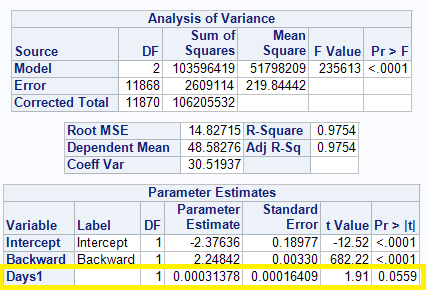 Analysis of Variance
Source DF Sum of Squares Mean Square F Value Pr > F
Model 2 103596419 51798209 235613 <.0001
Error 11868 2609114 219.84442
Corrected Total 11870 106205532
Root MSE 14.82715 R-Square 0.9754
Dependent Mean 48.58276 Adj R-Sq 0.9754
Coeff Var 30.51937
Parameter Estimates
Variable Label DF Parameter Estimate Standard Error t Value Pr > |t|
Intercept Intercept 1 -2.37636 0.18977 -12.52 <.0001
Backward Backward 1 2.24842 0.00330 682.22 <.0001
Days1 1 0.00031378 0.00016409 1.91 0.0559